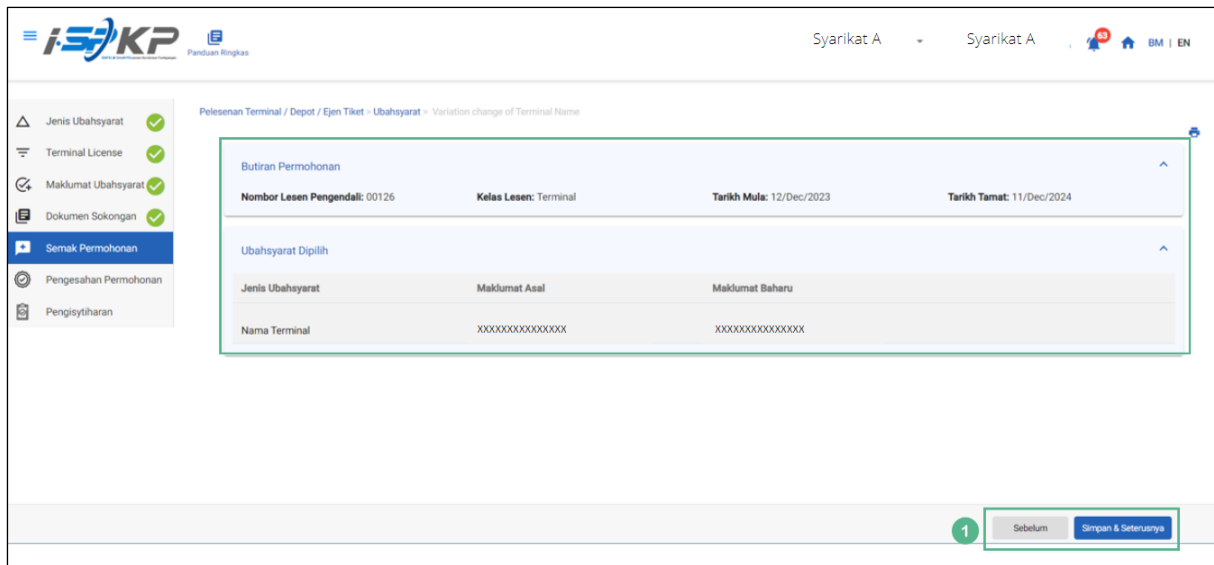 i-SPKP
Panduan Ringkas
Syarikat A
Syarikat A
63
BM | EN
Jenis Ubahsyarat
Terminal License
Maklumat Ubahsyarat
Dokumen Sokongan
Semak Permohonan
Pengesahan Permohonan
Pengisytiharan
Pelesenan Terminal / Depot / Ejen Tiket > Ubahsyarat > Variation change of Terminal Name
Butiran Permohonan
Nombor Lesen Pengendali: 00126 Kelas Lesen: Terminal Tarikh Mula: 12/Dec/2023 Tarikh Tamat: 11/Dec/2024
Ubahsyarat Dipilih
Jenis Ubahsyarat Maklumat Asal Maklumat Baharu
Nama Terminal XXXXXXXXXXXXXXX XXXXXXXXXXXXXXX
1 Sebelum Simpan & Seterusnya